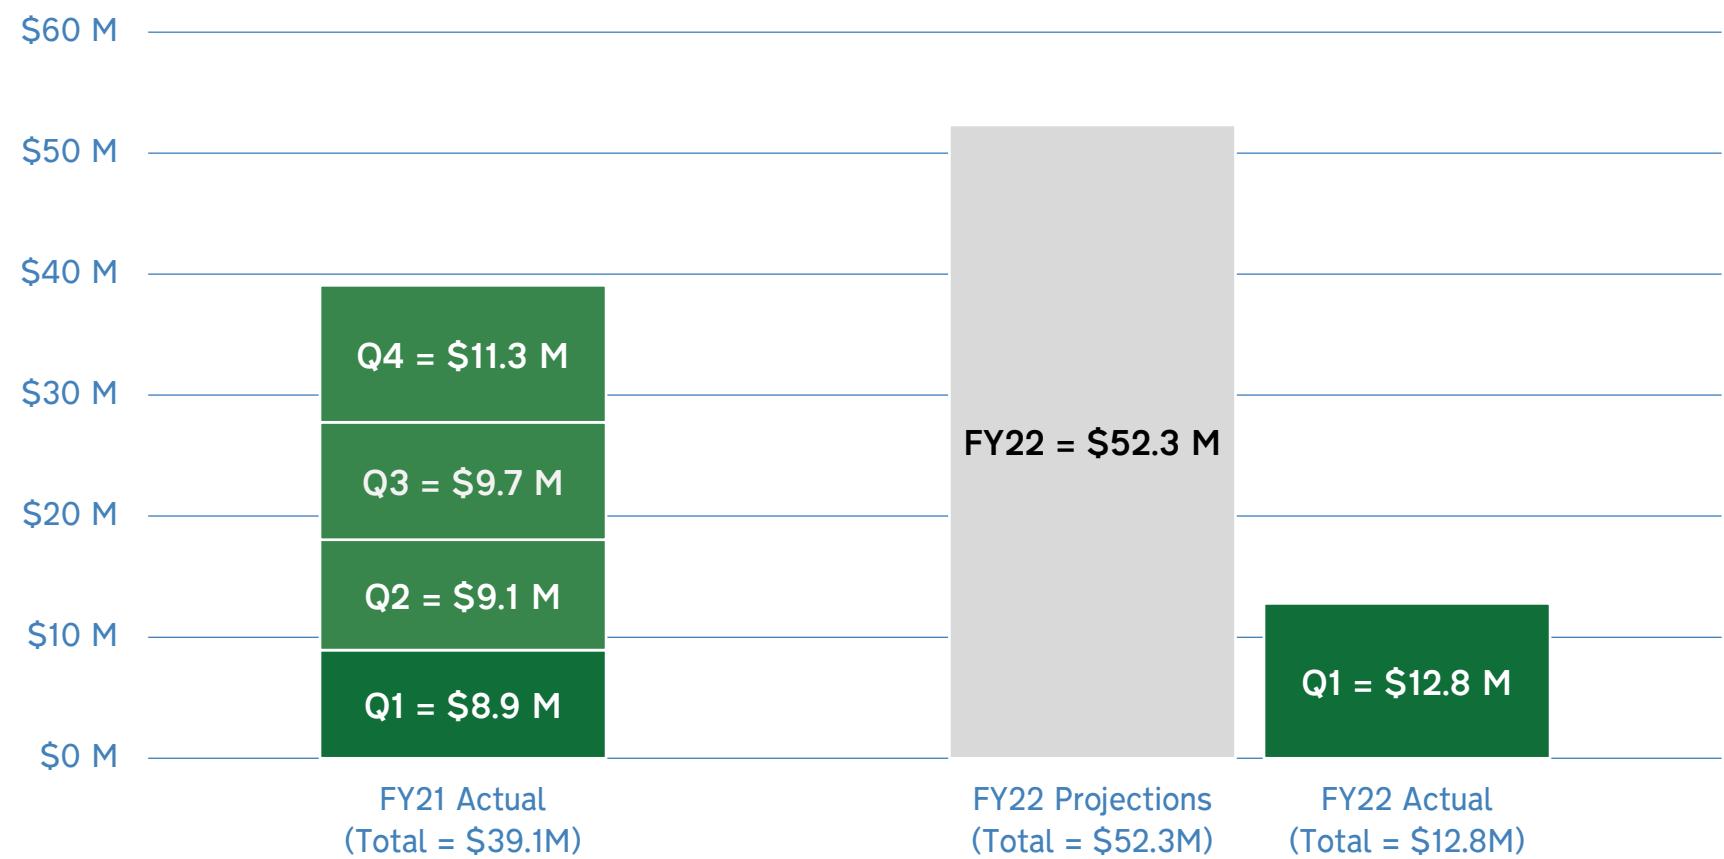 $60 M
$50 M
$40 M
$30 M
$20 M
$10 M
$0 M
Q4 = $11.3 M
Q3 = $9.7 M
Q2 = $9.1 M
Q1 = $8.9 M
FY22 = $52.3 M
Q1 = $12.8 M
FY21 Actual
(Total = $39.1M)
FY22 Projections
(Total = $52.3M)
FY22 Actual
(Total = $12.8M)